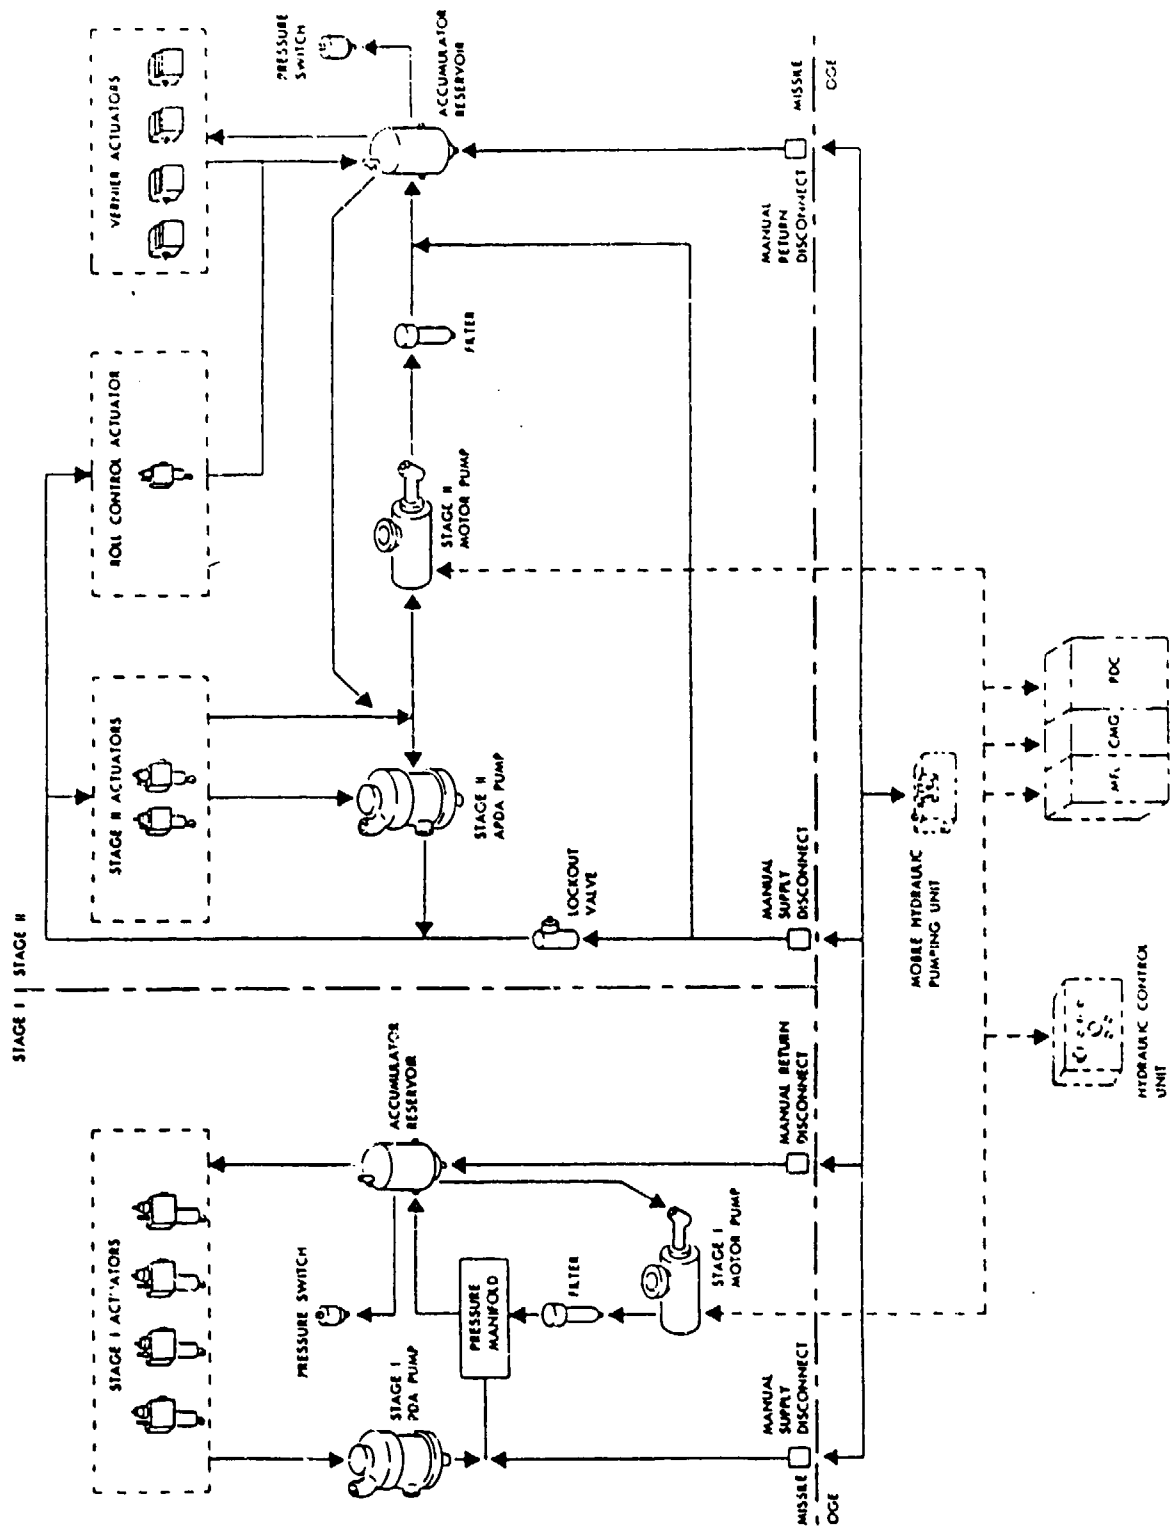 STAGE I
STAGE II
STAGE I ACTUATORS
STAGE II ACTUATORS
ROLL CONTROL ACTUATOR
VERNIER ACTUATORS
PRESSURE SWITCH
ACCUMULATOR
RESERVOIR
PRESSURE
SWITCH
ACCUMULATOR
RESERVOIR
STAGE I
PDA PUMP
PRESSURE
MANIFOLD
FILTER
STAGE I
MOTOR PUMP
STAGE II
APDA PUMP
STAGE II
MOTOR PUMP
FILTER
LOCKOUT
VALVE
MANUAL
SUPPLY
DISCONNECT
MANUAL RETURN
DISCONNECT
MANUAL
SUPPLY
DISCONNECT
MANUAL
RETURN
DISCONNECT
MISSILE
OGE
MISSILE
OGE
MOBILE HYDRAULIC
PUMPING UNIT
HYDRAULIC CONTROL
UNIT
CMG
PDC